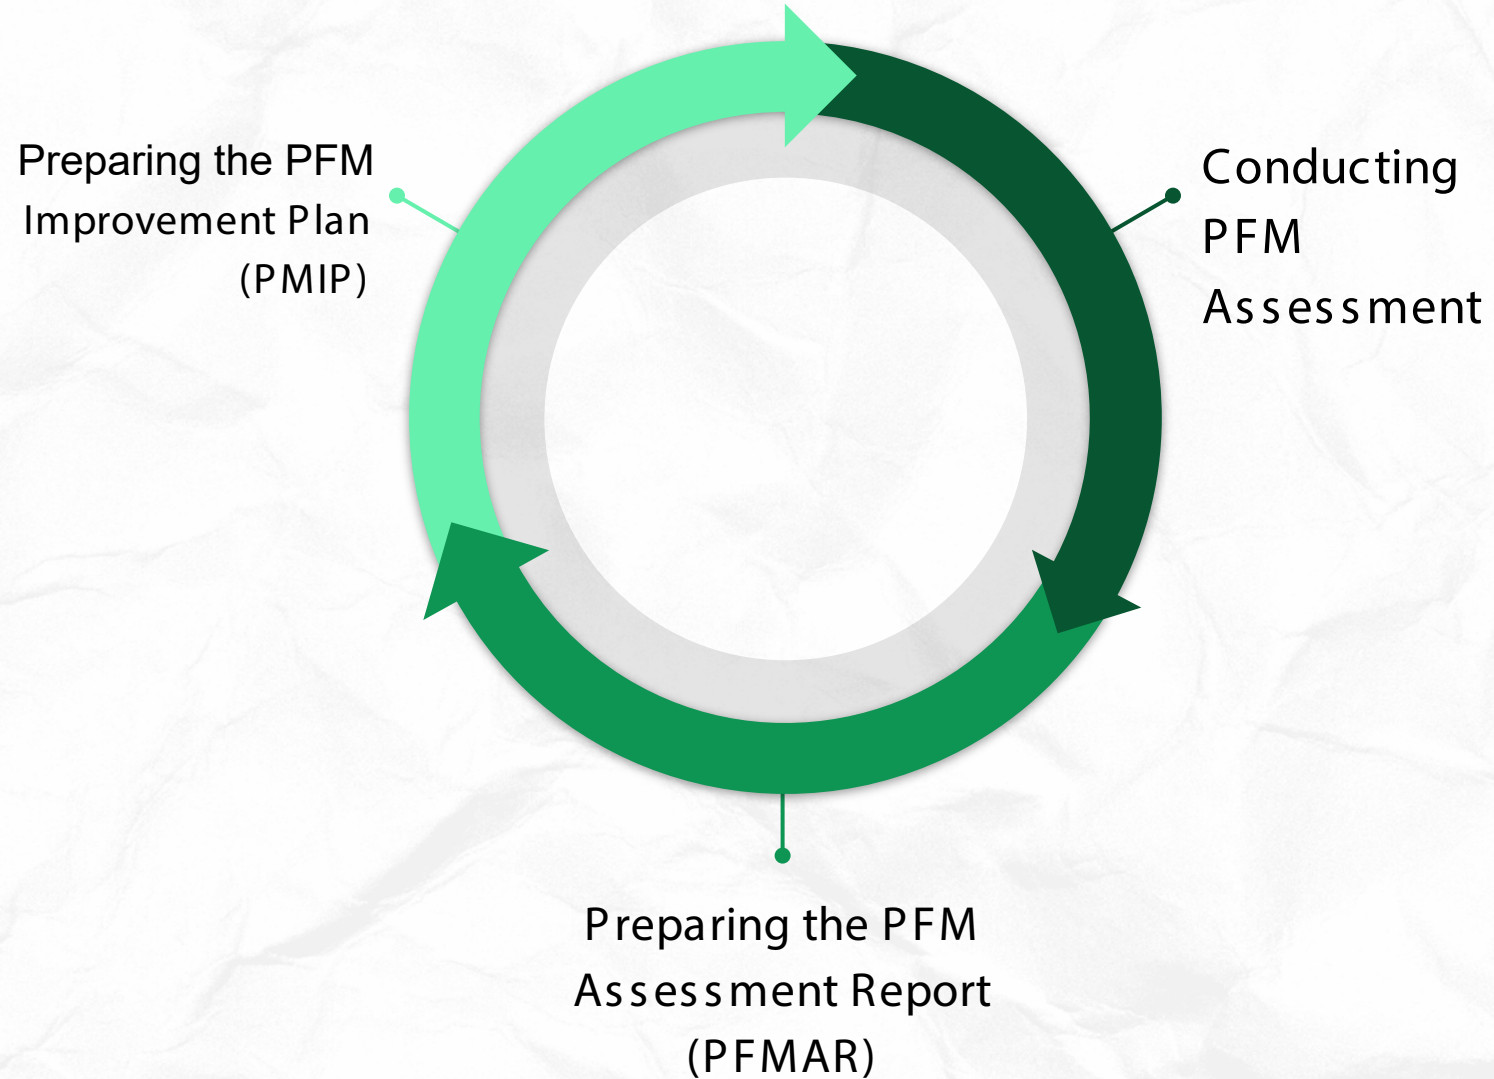 Preparing the PFM
Improvement Plan
(PMIP)
Conducting
PFM
Assessment
Preparing the PFM
Assessment Report
(PFMAR)